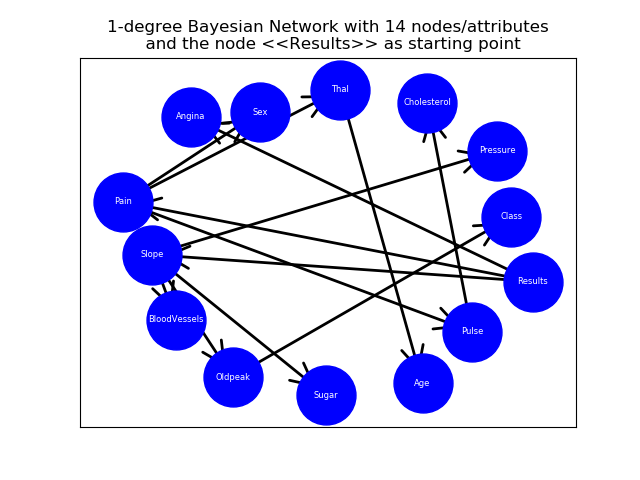 1-degree Bayesian Network with 14 nodes/attributes
and the node <<Results>> as starting point
Thal
Cholesterol
Sex
Angina
Pressure
Pain
Class
Slope
Results
BloodVessels
Pulse
Oldpeak
Age
Sugar